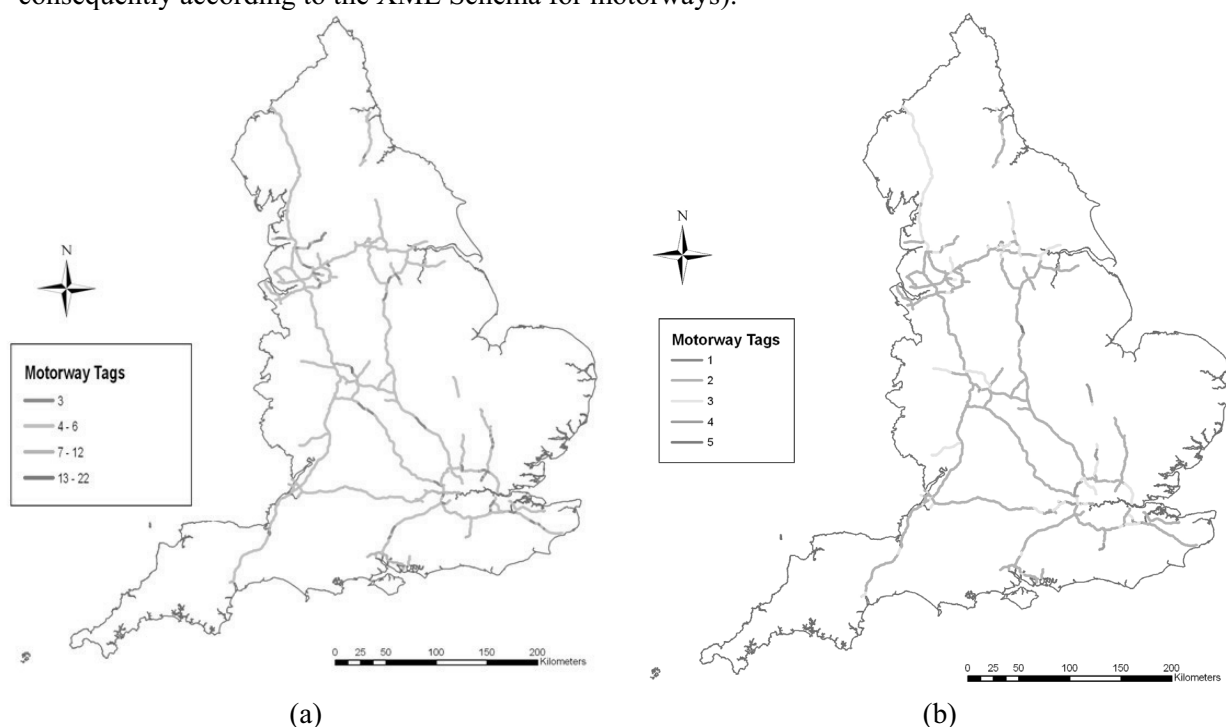 consequently according to the XML Schema for motorways).
N
Motorway Tags
3
4 - 6
7 - 12
13 - 22
0 25 50 100 150 200
Kilometers
(a)
N
Motorway Tags
1
2
3
4
5
0 25 50 100 150 200
Kilometers
(b)